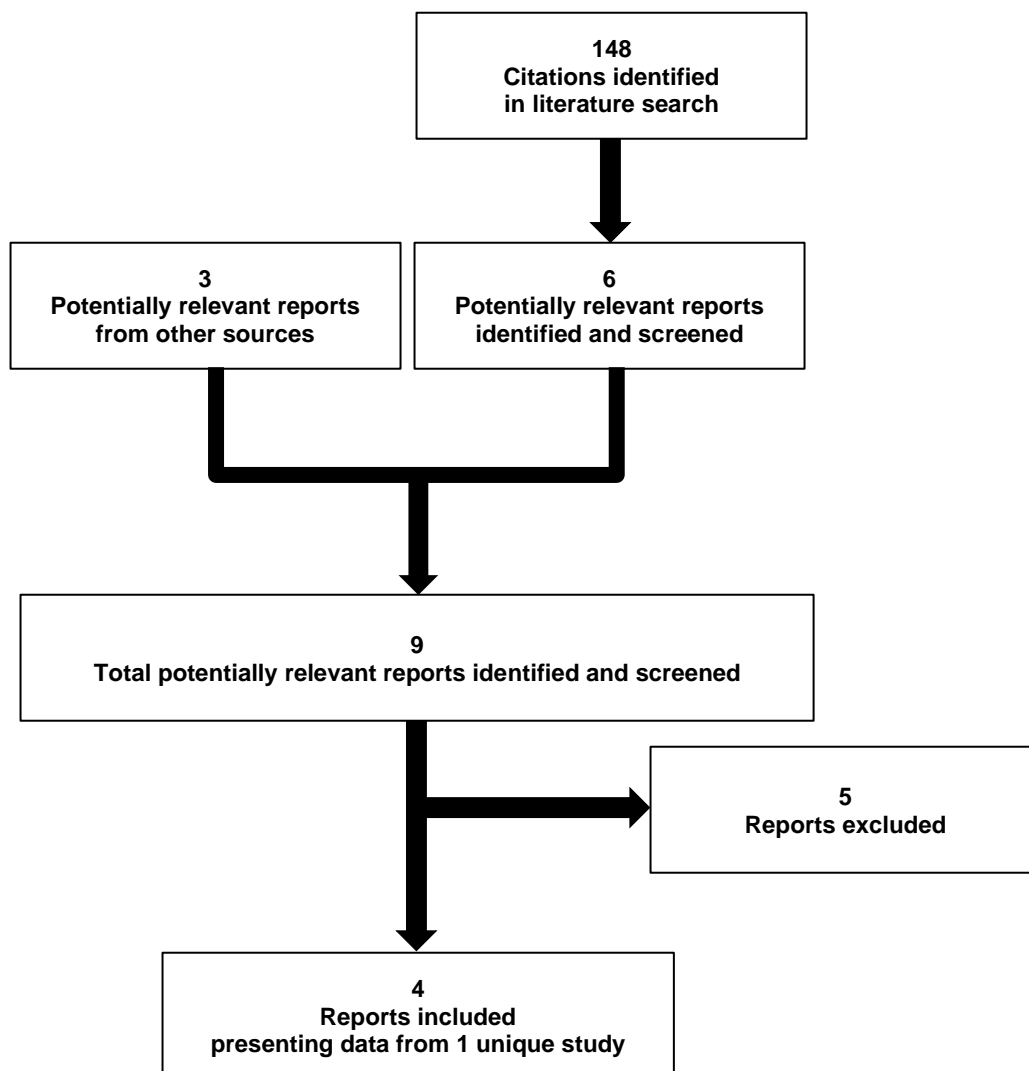 148
Citations identified
in literature search
3
Potentially relevant reports
from other sources
6
Potentially relevant reports
identified and screened
9
Total potentially relevant reports identified and screened
5
Reports excluded
4
Reports included
presenting data from 1 unique study